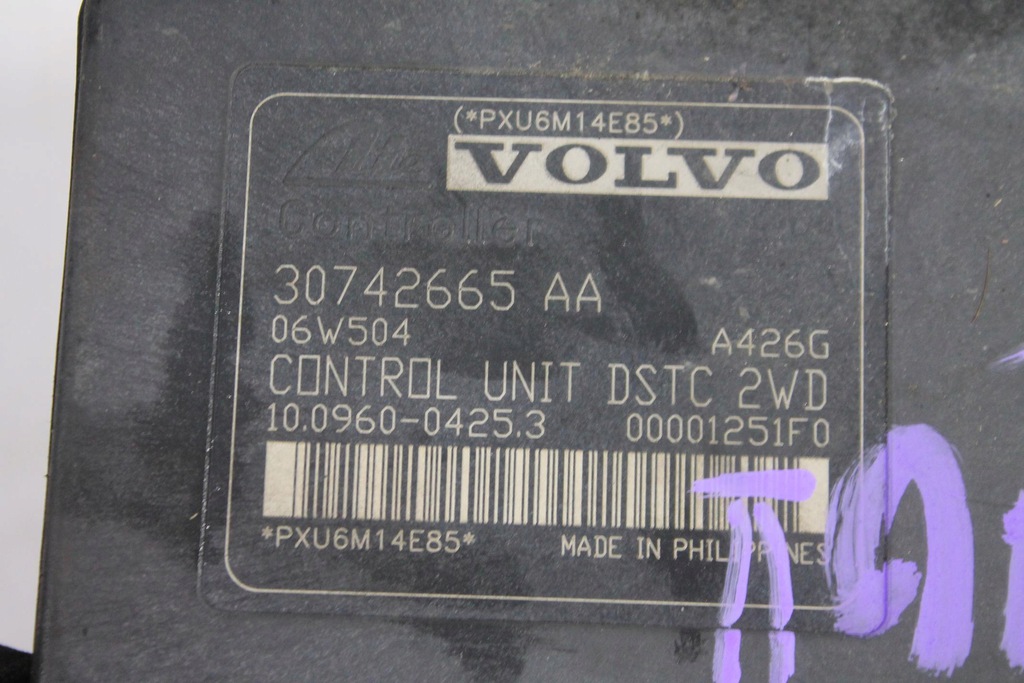 (*PXU6M14E85*)
VOLVO
Controller
30742665 AA
06W504 A426G
CONTROL UNIT DSTC 2WD
10.0960-0425.3 00001251F0
*PXU6M14E85* MADE IN PHILIPPINES